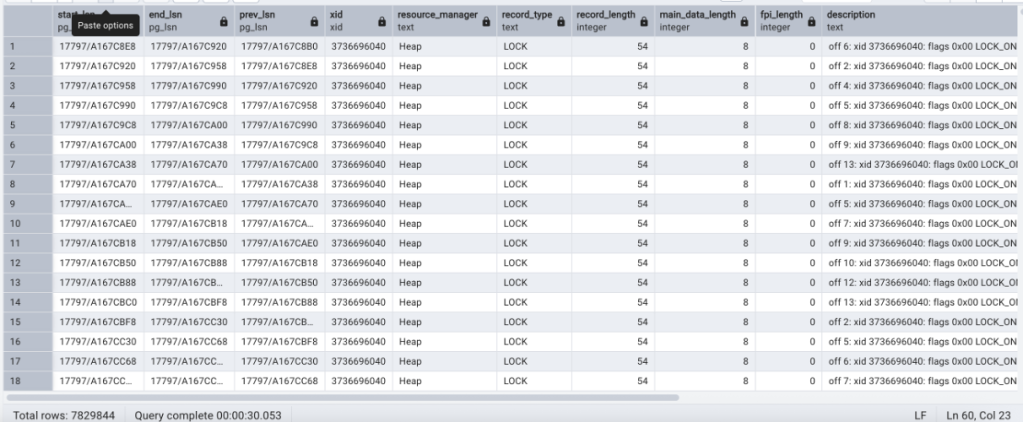 start_lsn end_lsn prev_lsn xid resource_manager record_type record_length main_data_length fpi_length description
pg_lsn pg_lsn pg_lsn xid text text integer integer integer text
Paste options
1 17797/A167C8E8 17797/A167C920 17797/A167C8B0 3736696040 Heap LOCK 54 8 0 off 6: xid 3736696040: flags 0x00 LOCK_ON
2 17797/A167C920 17797/A167C958 17797/A167C8E8 3736696040 Heap LOCK 54 8 0 off 2: xid 3736696040: flags 0x00 LOCK_ON
3 17797/A167C958 17797/A167C990 17797/A167C920 3736696040 Heap LOCK 54 8 0 off 4: xid 3736696040: flags 0x00 LOCK_ON
4 17797/A167C990 17797/A167C9C8 17797/A167C958 3736696040 Heap LOCK 54 8 0 off 5: xid 3736696040: flags 0x00 LOCK_ON
5 17797/A167C9C8 17797/A167CA00 17797/A167C990 3736696040 Heap LOCK 54 8 0 off 8: xid 3736696040: flags 0x00 LOCK_ON
6 17797/A167CA00 17797/A167CA38 17797/A167C9C8 3736696040 Heap LOCK 54 8 0 off 9: xid 3736696040: flags 0x00 LOCK_ON
7 17797/A167CA38 17797/A167CA70 17797/A167CA00 3736696040 Heap LOCK 54 8 0 off 13: xid 3736696040: flags 0x00 LOCK_O
8 17797/A167CA70 17797/A167CA... 17797/A167CA38 3736696040 Heap LOCK 54 8 0 off 1: xid 3736696040: flags 0x00 LOCK_ON
9 17797/A167CA... 17797/A167CAE0 17797/A167CA70 3736696040 Heap LOCK 54 8 0 off 5: xid 3736696040: flags 0x00 LOCK_ON
10 17797/A167CAE0 17797/A167CB18 17797/A167CA... 3736696040 Heap LOCK 54 8 0 off 7: xid 3736696040: flags 0x00 LOCK_ON
11 17797/A167CB18 17797/A167CB50 17797/A167CAE0 3736696040 Heap LOCK 54 8 0 off 9: xid 3736696040: flags 0x00 LOCK_ON
12 17797/A167CB50 17797/A167CB88 17797/A167CB18 3736696040 Heap LOCK 54 8 0 off 10: xid 3736696040: flags 0x00 LOCK_O
13 17797/A167CB88 17797/A167CB... 17797/A167CB50 3736696040 Heap LOCK 54 8 0 off 12: xid 3736696040: flags 0x00 LOCK_O
14 17797/A167CBC0 17797/A167CBF8 17797/A167CB88 3736696040 Heap LOCK 54 8 0 off 13: xid 3736696040: flags 0x00 LOCK_O
15 17797/A167CBF8 17797/A167CC30 17797/A167CB... 3736696040 Heap LOCK 54 8 0 off 2: xid 3736696040: flags 0x00 LOCK_ON
16 17797/A167CC30 17797/A167CC68 17797/A167CBF8 3736696040 Heap LOCK 54 8 0 off 5: xid 3736696040: flags 0x00 LOCK_ON
17 17797/A167CC68 17797/A167CC... 17797/A167CC30 3736696040 Heap LOCK 54 8 0 off 6: xid 3736696040: flags 0x00 LOCK_ON
18 17797/A167CC... 17797/A167CC... 17797/A167CC68 3736696040 Heap LOCK 54 8 0 off 7: xid 3736696040: flags 0x00 LOCK_ON
Total rows: 7829844 Query complete 00:00:30.053 LF Ln 60, Col 23